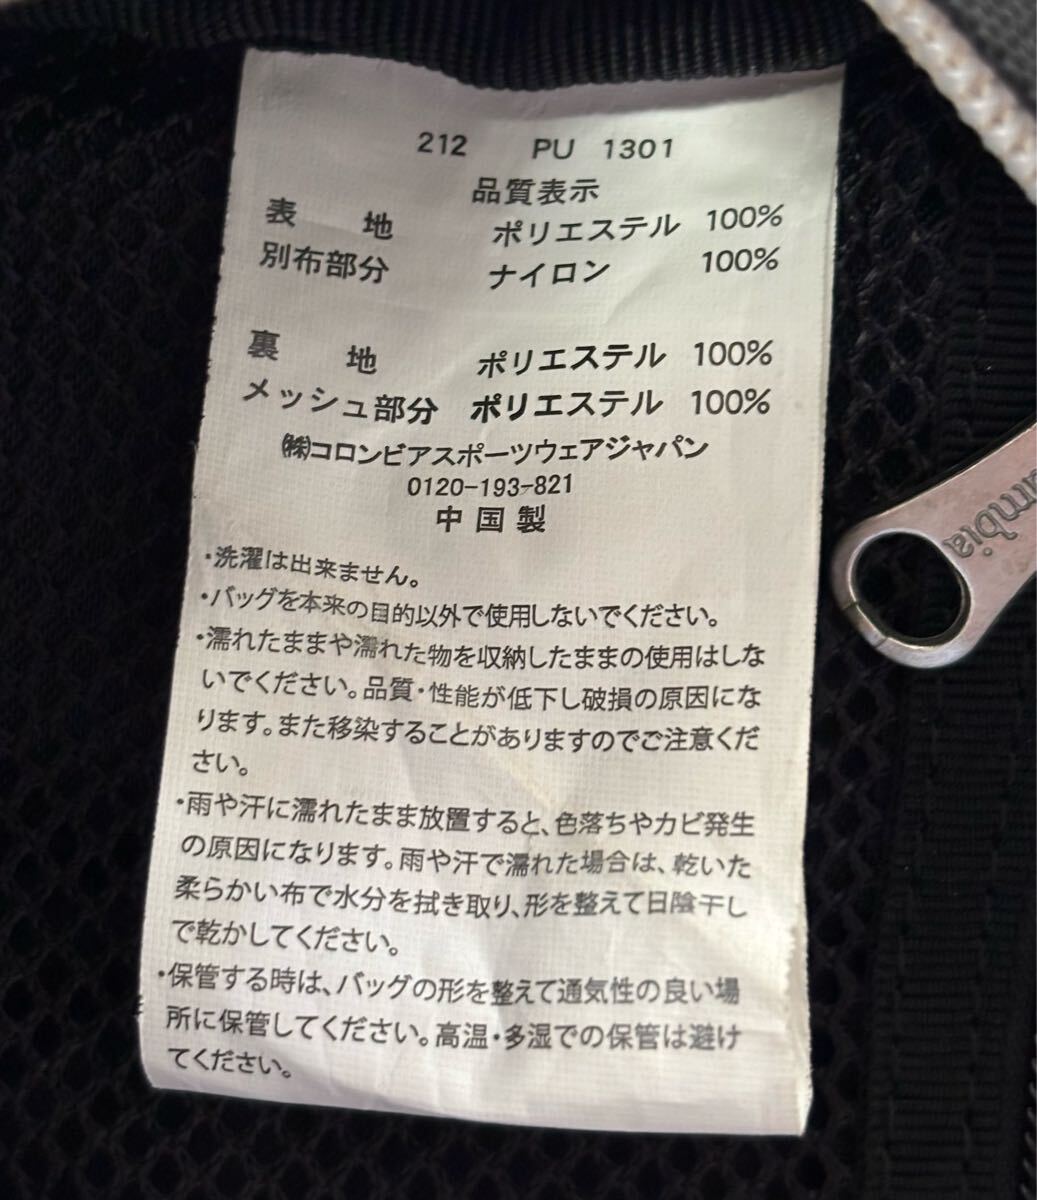 212 PU 1301
品質表示
表 地 ポリエステル 100%
別布部分 ナイロン 100%
裏 地 ポリエステル 100%
メッシュ部分 ポリエステル 100%
㈱コロンビアスポーツウェアジャパン
0120-193-821
中国製
・洗濯は出来ません。
・バッグを本来の目的以外で使用しないでください。
・濡れたままや濡れた物を収納したままの使用はしな
いでください。品質・性能が低下し破損の原因にな
ります。また移染することがありますのでご注意くだ
さい。
・雨や汗に濡れたまま放置すると、色落ちやカビ発生
の原因になります。雨や汗で濡れた場合は、乾いた
柔らかい布で水分を拭き取り、形を整えて日陰干し
で乾かしてください。
・保管する時は、バッグの形を整えて通気性の良い場
所に保管してください。高温・多湿での保管は避け
てください。
umbia